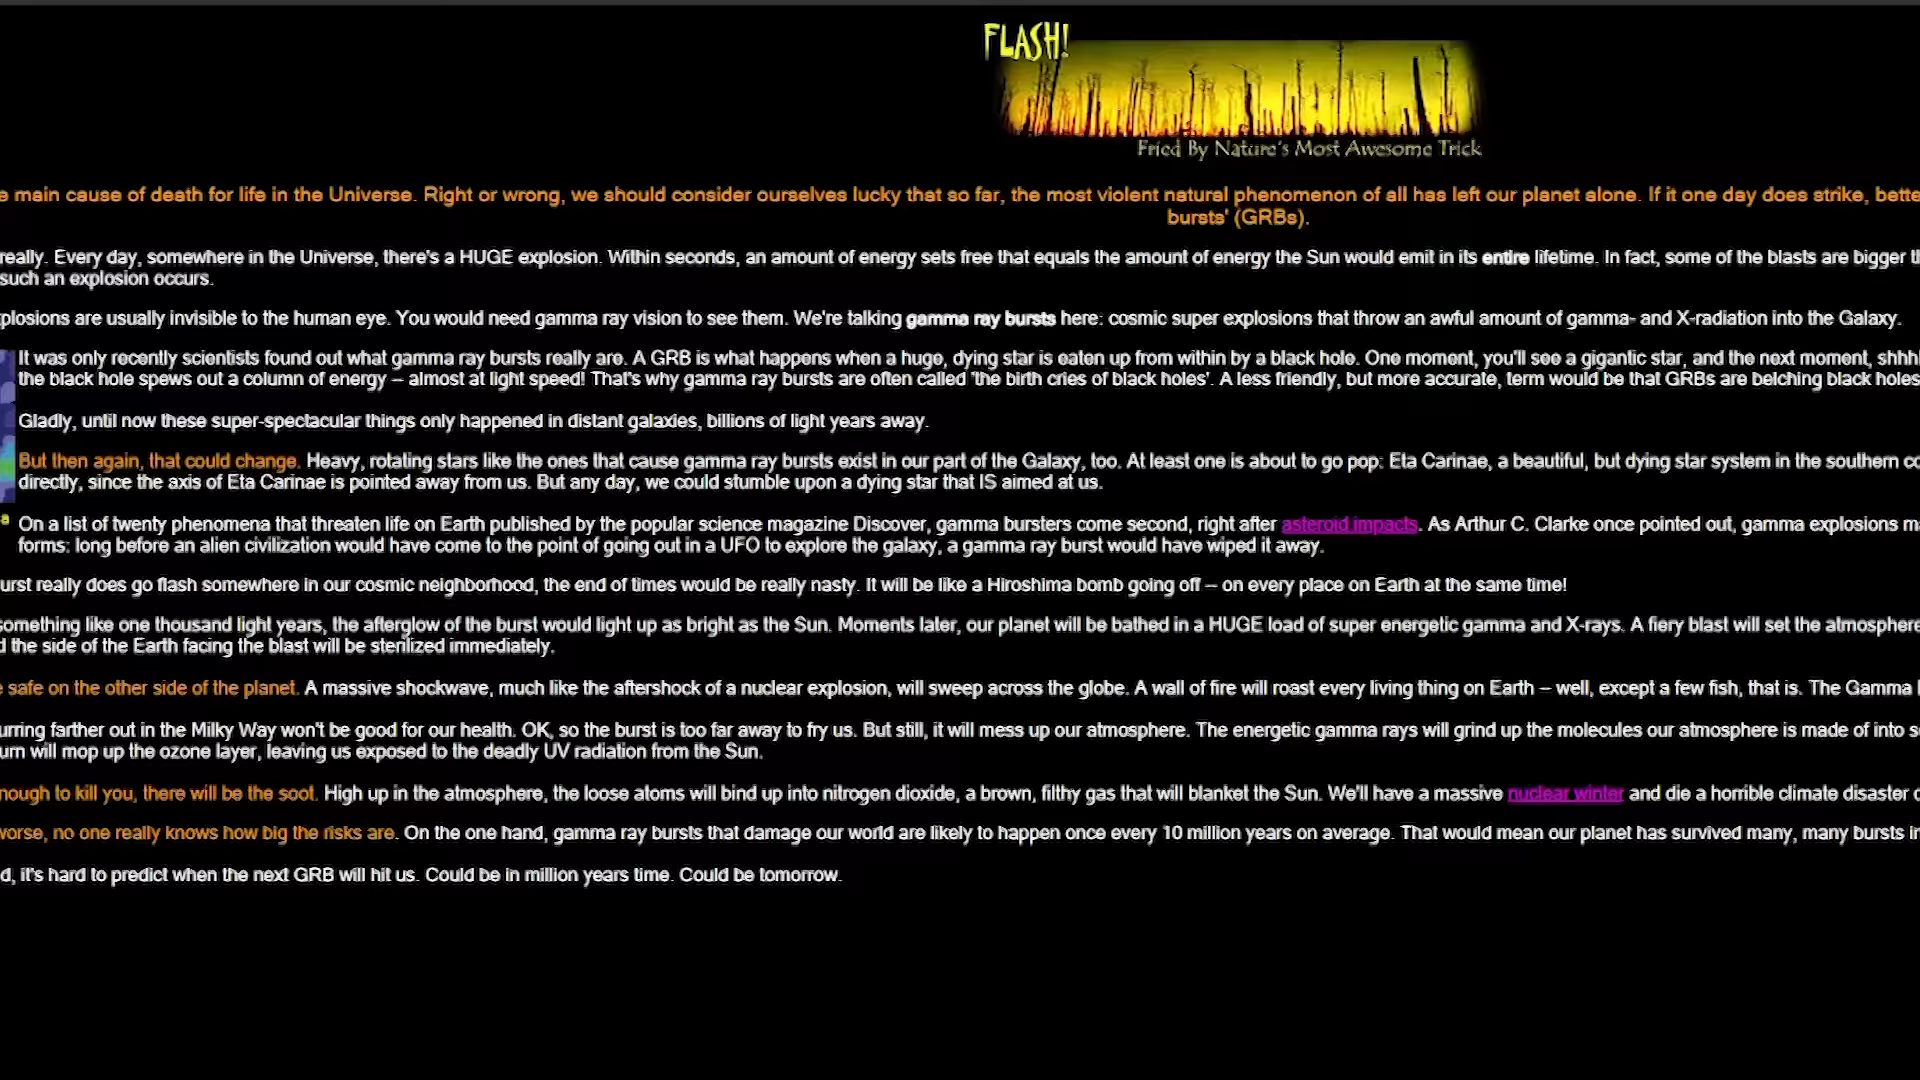 FLASH!
Fried By Nature's Most Awesome Trick
main cause of death for life in the Universe. Right or wrong, we should consider ourselves lucky that so far, the most violent natural phenomenon of all has left our planet alone. If it one day does strike,
bursts' (GRBs).
really. Every day, somewhere in the Universe, there's a HUGE explosion. Within seconds, an amount of energy sets free that equals the amount of energy the Sun would emit in its entire lifetime. In fact, some of the blasts are bigger
such an explosion occurs.
plosions are usually invisible to the human eye. You would need gamma ray vision to see them. We're talking gamma ray bursts here: cosmic super explosions that throw an awful amount of gamma- and X-radiation into the Galaxy.
It was only recently scientists found out what gamma ray bursts really are. A GRB is what happens when a huge, dying star is eaten up from within by a black hole. One moment, you'll see a gigantic star, and the next moment,
the black hole spews out a column of energy – almost at light speed! That's why gamma ray bursts are often called 'the birth cries of black holes'. A less friendly, but more accurate, term would be that GRBs are belching black holes
Gladly, until now these super-spectacular things only happened in distant galaxies, billions of light years away.
But then again, that could change. Heavy, rotating stars like the ones that cause gamma ray bursts exist in our part of the Galaxy, too. At least one is about to go pop: Eta Carinae, a beautiful, but dying star system in the southern
directly, since the axis of Eta Carinae is pointed away from us. But any day, we could stumble upon a dying star that IS aimed at us.
a On a list of twenty phenomena that threaten life on Earth published by the popular science magazine Discover, gamma bursters come second, right after asteroid impacts. As Arthur C. Clarke once pointed out, gamma explosions
forms: long before an alien civilization would have come to the point of going out in a UFO to explore the galaxy, a gamma ray burst would have wiped it away.
urst really does go flash somewhere in our cosmic neighborhood, the end of times would be really nasty. It will be like a Hiroshima bomb going off – on every place on Earth at the same time!
something like one thousand light years, the afterglow of the burst would light up as bright as the Sun. Moments later, our planet will be bathed in a HUGE load of super energetic gamma and X-rays. A fiery blast will set the atmosphere
the side of the Earth facing the blast will be sterilized immediately.
safe on the other side of the planet. A massive shockwave, much like the aftershock of a nuclear explosion, will sweep across the globe. A wall of fire will roast every living thing on Earth – well, except a few fish, that is. The Gamma
urring farther out in the Milky Way won't be good for our health. OK, so the burst is too far away to fry us. But still, it will mess up our atmosphere. The energetic gamma rays will grind up the molecules our atmosphere is made of into
urn will mop up the ozone layer, leaving us exposed to the deadly UV radiation from the Sun.
nough to kill you, there will be the soot. High up in the atmosphere, the loose atoms will bind up into nitrogen dioxide, a brown, filthy gas that will blanket the Sun. We'll have a massive nuclear winter and die a horrible climate disaster
worse, no one really knows how big the risks are. On the one hand, gamma ray bursts that damage our world are likely to happen once every 10 million years on average. That would mean our planet has survived many, many bursts
d, it's hard to predict when the next GRB will hit us. Could be in million years time. Could be tomorrow.